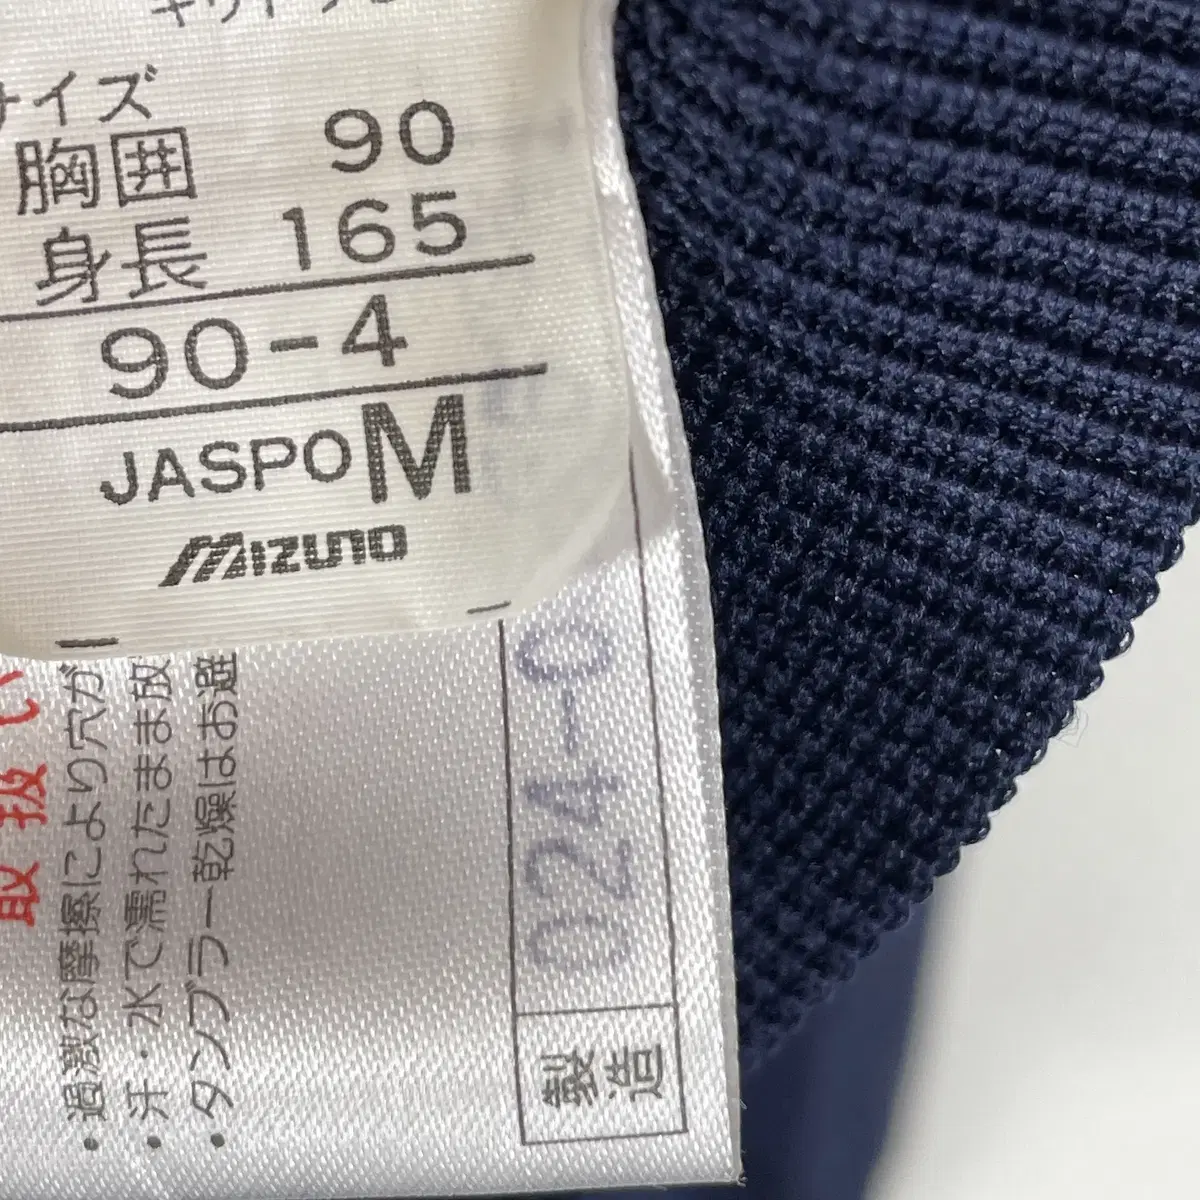 サイズ
胸囲 90
身長 165
90-4
JASPO M
MIZUNO
取扱い
・過激な摩擦により穴が
・汗・水で濡れたまま放
・タンブラー乾燥はお避
製造 024-0